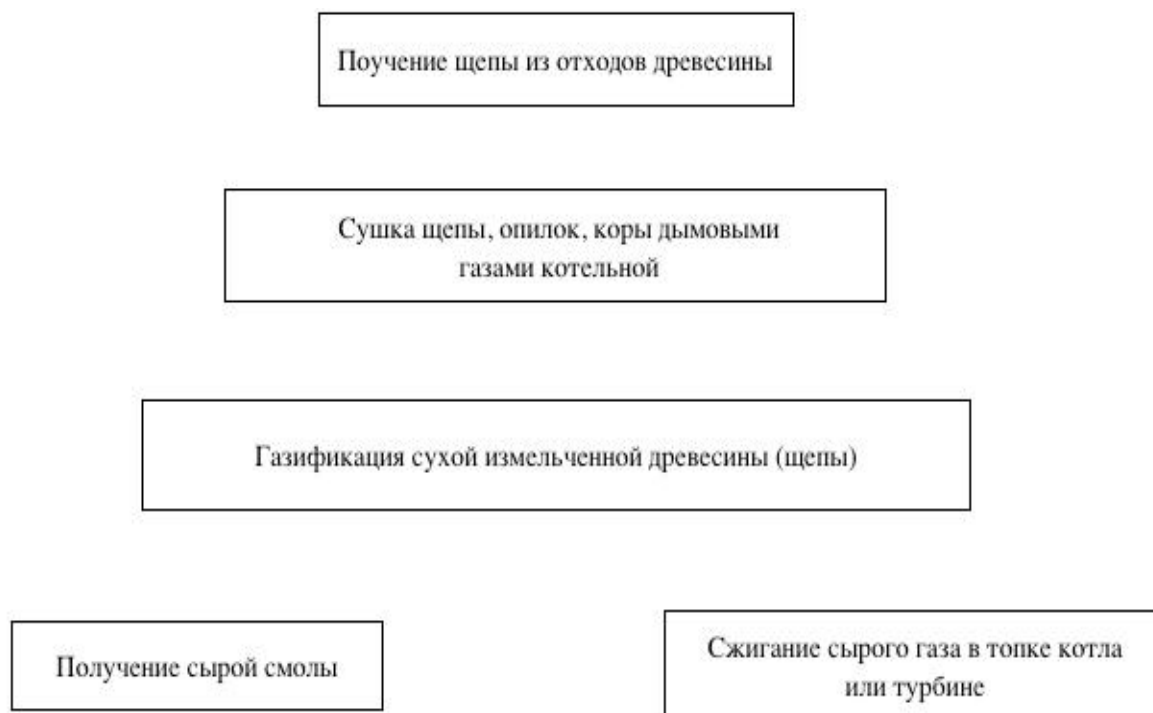 Поучение щепы из отходов древесины
Сушка щепы, опилок, коры дымовыми
газами котельной
Газификация сухой измельченной древесины (щепы)
Получение сырой смолы
Сжигание сырого газа в топке котла
или турбине